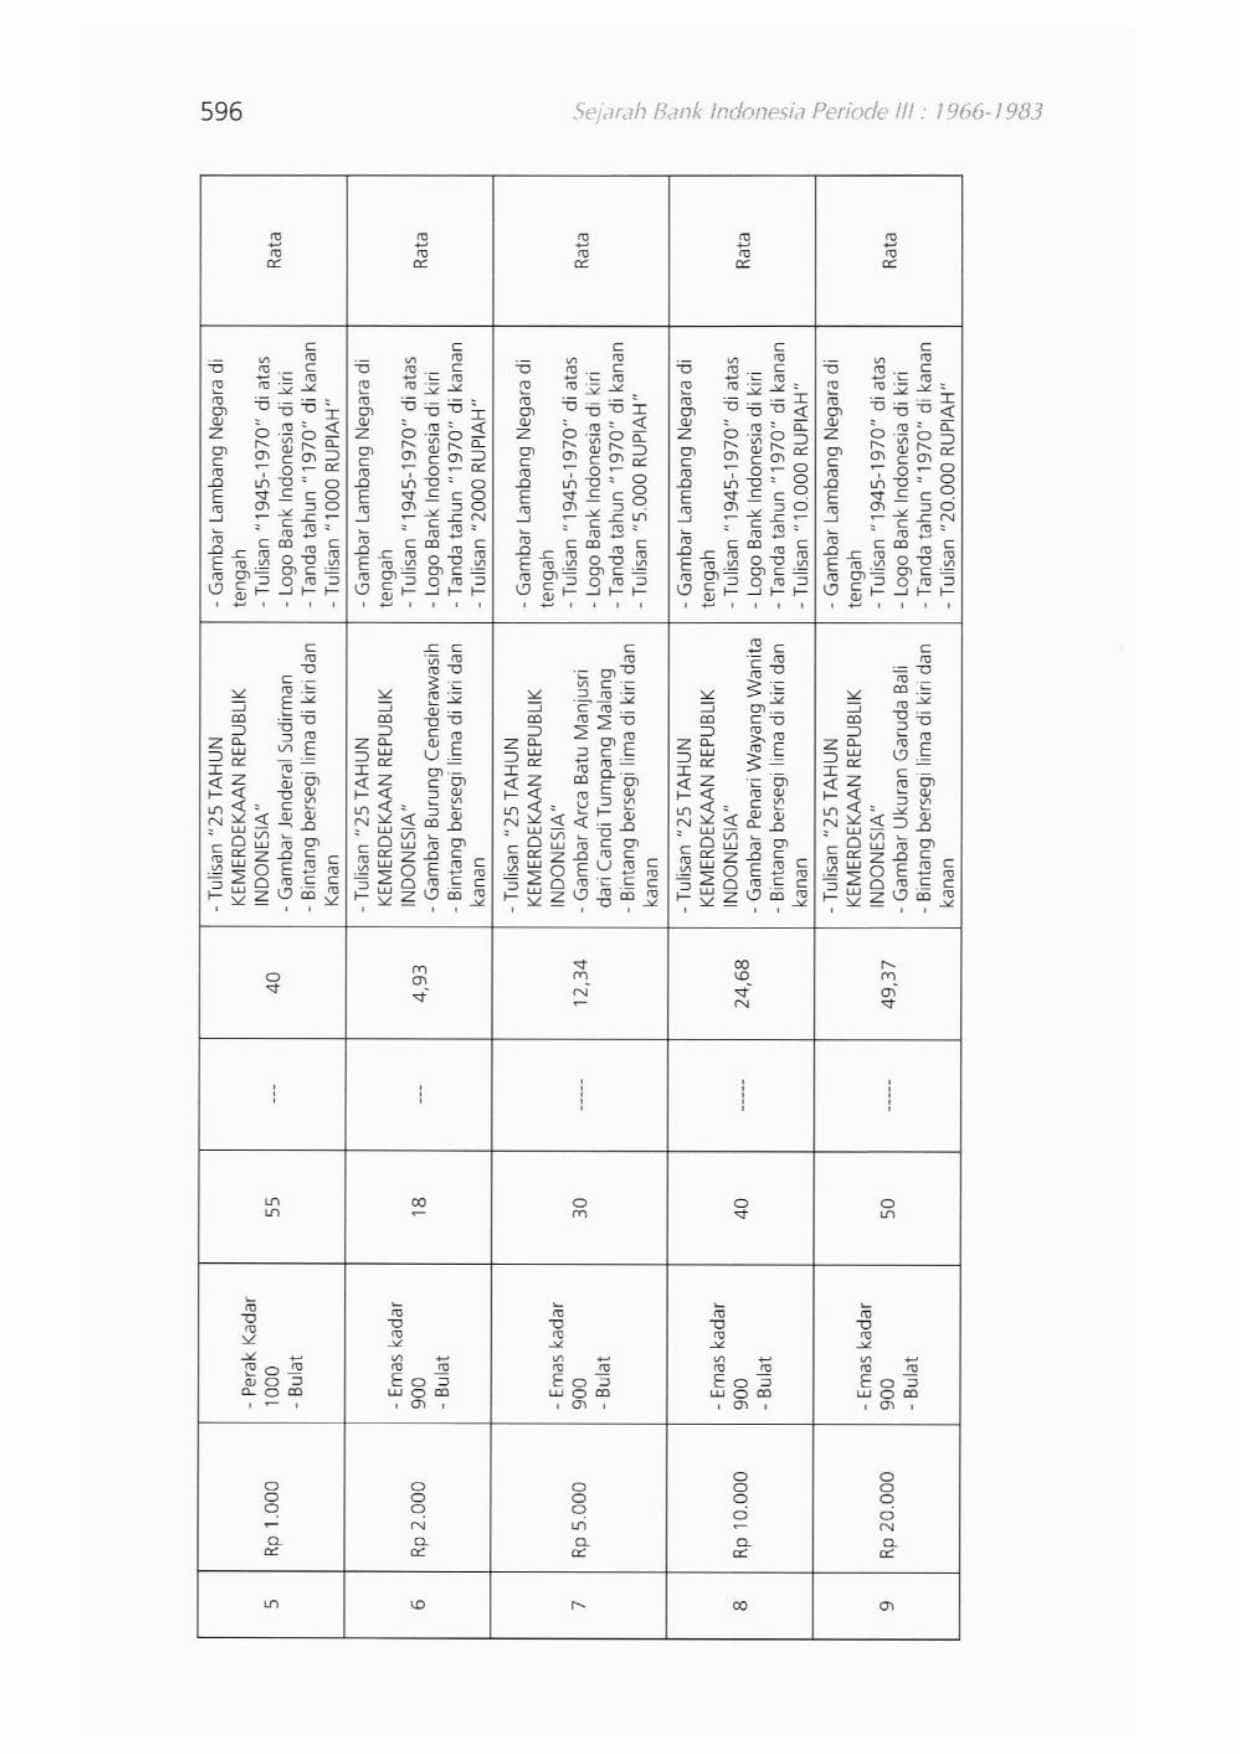 596
Sejarah Bank Indonesia Periode III : 1966-1983
5
Rp 1.000
- Perak Kadar
1000
- Bulat
55
---
40
- Tulisan "25 TAHUN
KEMERDEKAAN REPUBLIK
INDONESIA"
- Gambar Jenderal Sudirman
- Bintang bersegi lima di kiri dan
Kanan
- Gambar Lambang Negara di
tengah
- Tulisan "1945-1970" di atas
- Logo Bank Indonesia di kiri
- Tanda tahun "1970" di kanan
- Tulisan "1000 RUPIAH"
Rata
6
Rp 2.000
- Emas kadar
900
- Bulat
18
---
4,93
- Tulisan "25 TAHUN
KEMERDEKAAN REPUBLIK
INDONESIA"
- Gambar Burung Cenderawasih
- Bintang bersegi lima di kiri dan
kanan
- Gambar Lambang Negara di
tengah
- Tulisan "1945-1970" di atas
- Logo Bank Indonesia di kiri
- Tanda tahun "1970" di kanan
- Tulisan "2000 RUPIAH"
Rata
7
Rp 5.000
- Emas kadar
900
- Bulat
30
-----
12,34
- Tulisan "25 TAHUN
KEMERDEKAAN REPUBLIK
INDONESIA"
- Gambar Arca Batu Manjusri
dari Candi Tumpang Malang
- Bintang bersegi lima di kiri dan
kanan
- Gambar Lambang Negara di
tengah
- Tulisan "1945-1970" di atas
- Logo Bank Indonesia di kiri
- Tanda tahun "1970" di kanan
- Tulisan "5.000 RUPIAH"
Rata
8
Rp 10.000
- Emas kadar
900
- Bulat
40
-----
24,68
- Tulisan "25 TAHUN
KEMERDEKAAN REPUBLIK
INDONESIA"
- Gambar Penari Wayang Wanita
- Bintang bersegi lima di kiri dan
kanan
- Gambar Lambang Negara di
tengah
- Tulisan "1945-1970" di atas
- Logo Bank Indonesia di kiri
- Tanda tahun "1970" di kanan
- Tulisan "10.000 RUPIAH"
Rata
9
Rp 20.000
- Emas kadar
900
- Bulat
50
-----
49,37
- Tulisan "25 TAHUN
KEMERDEKAAN REPUBLIK
INDONESIA"
- Gambar Ukuran Garuda Bali
- Bintang bersegi lima di kiri dan
kanan
- Gambar Lambang Negara di
tengah
- Tulisan "1945-1970" di atas
- Logo Bank Indonesia di kiri
- Tanda tahun "1970" di kanan
- Tulisan "20.000 RUPIAH"
Rata